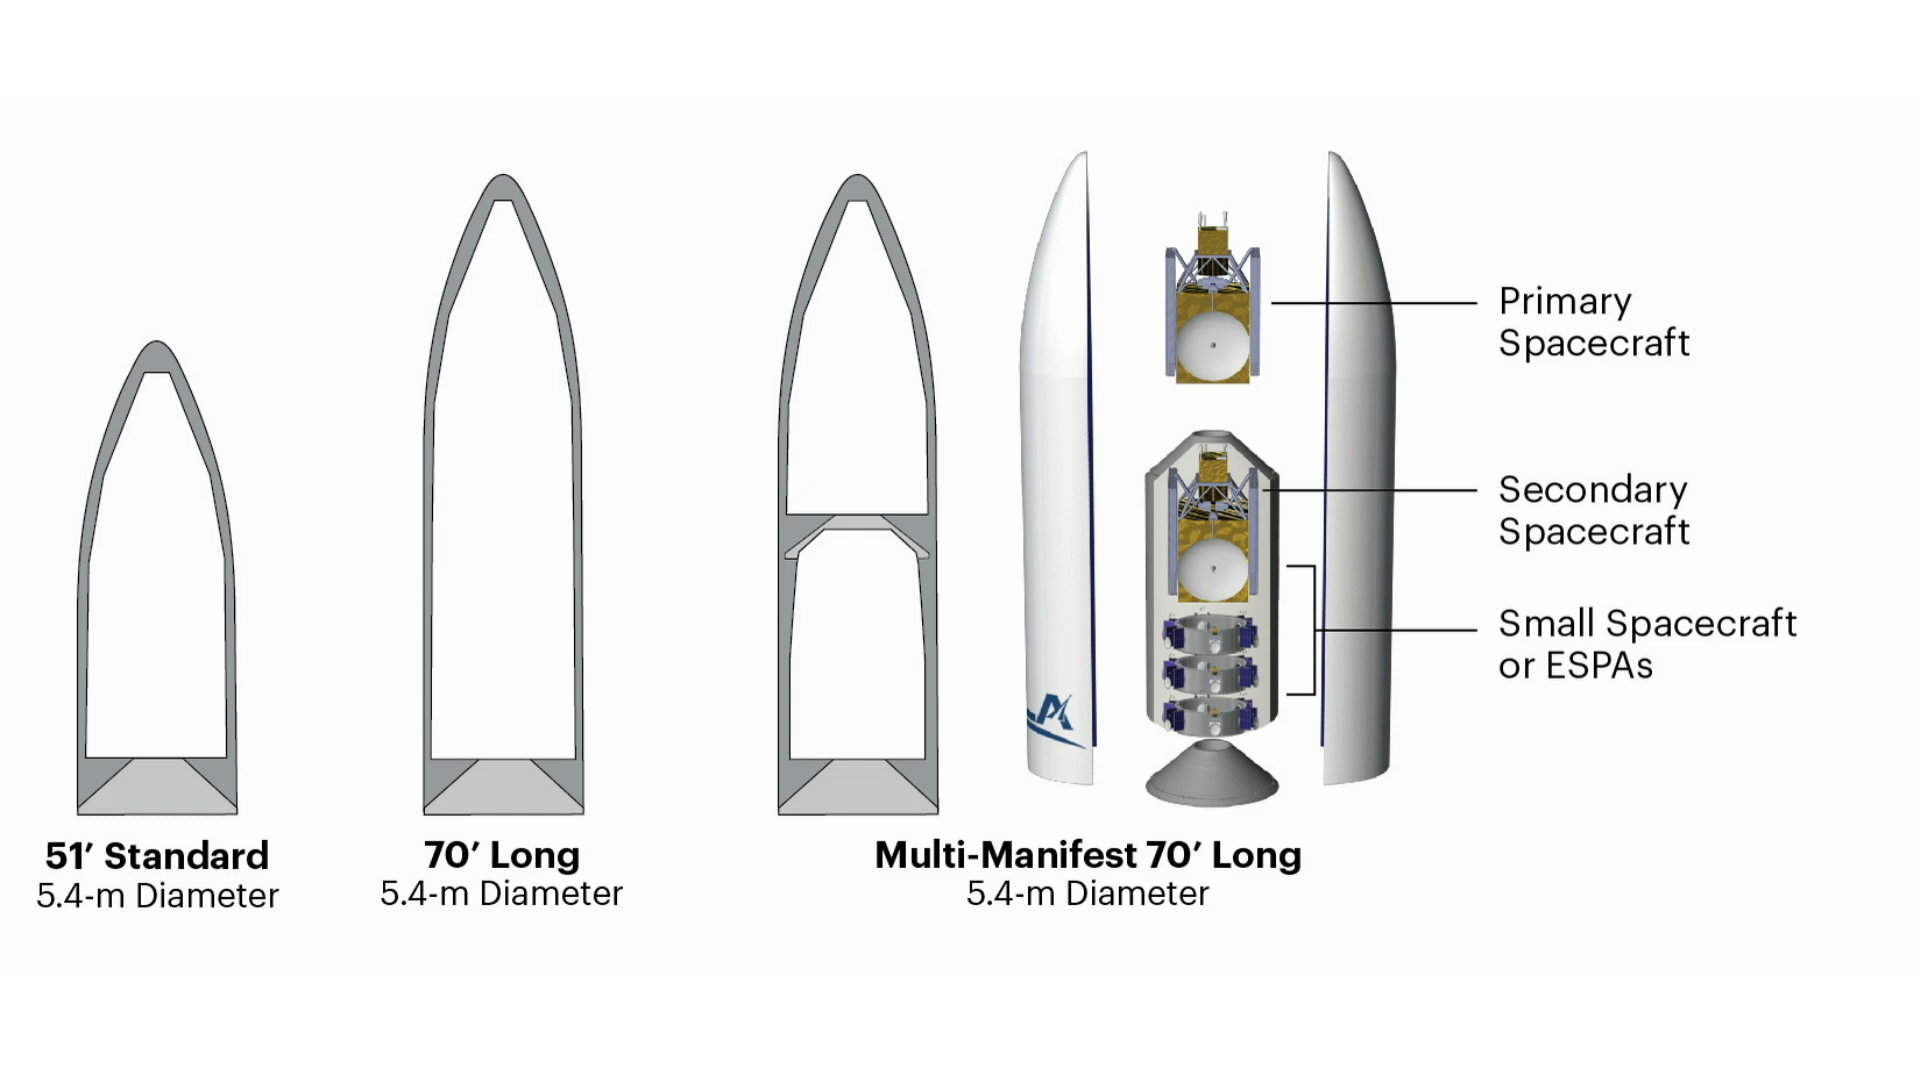 Primary
Spacecraft
Secondary
Spacecraft
Small Spacecraft
or ESPAs
51′ Standard
5.4-m Diameter
70′ Long
5.4-m Diameter
Multi-Manifest 70′ Long
5.4-m Diameter